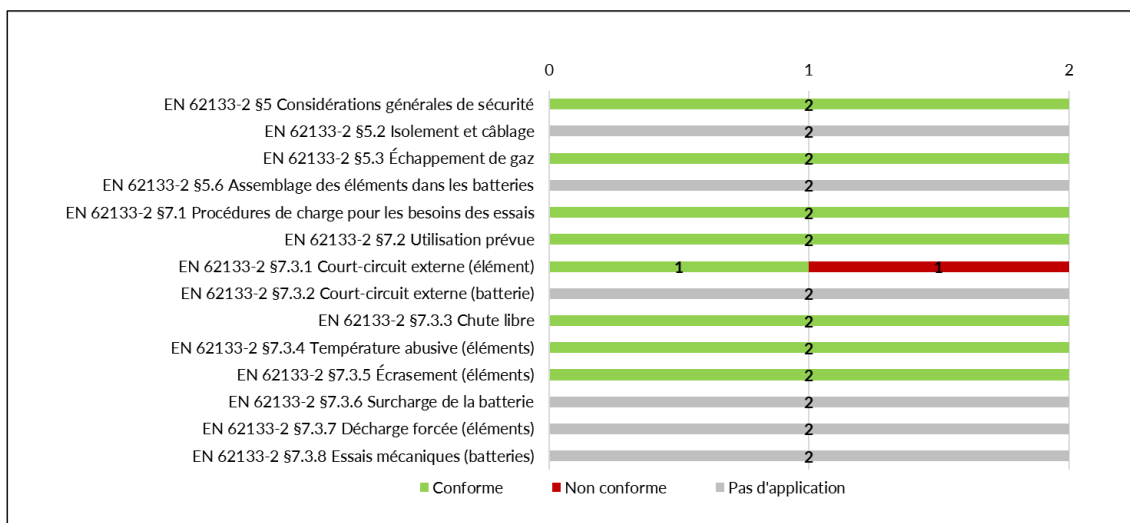 0 1 2
EN 62133-2 §5 Considérations générales de sécurité 2
EN 62133-2 §5.2 Isolement et câblage 2
EN 62133-2 §5.3 Échappement de gaz 2
EN 62133-2 §5.6 Assemblage des éléments dans les batteries 2
EN 62133-2 §7.1 Procédures de charge pour les besoins des essais 2
EN 62133-2 §7.2 Utilisation prévue 2
EN 62133-2 §7.3.1 Court-circuit externe (élément) 1 1
EN 62133-2 §7.3.2 Court-circuit externe (batterie) 2
EN 62133-2 §7.3.3 Chute libre 2
EN 62133-2 §7.3.4 Température abusive (éléments) 2
EN 62133-2 §7.3.5 Écrasement (éléments) 2
EN 62133-2 §7.3.6 Surcharge de la batterie 2
EN 62133-2 §7.3.7 Décharge forcée (éléments) 2
EN 62133-2 §7.3.8 Essais mécaniques (batteries) 2
Conforme Non conforme Pas d'application